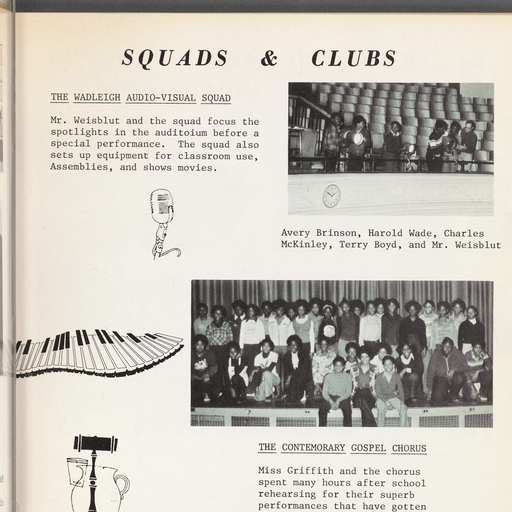 SQUADS & CLUBS
THE WADLEIGH AUDIO-VISUAL SQUAD
Mr. Weisblut and the squad focus the
spotlights in the auditoium before a
special performance. The squad also
sets up equipment for classroom use,
Assemblies, and shows movies.
Avery Brinson, Harold Wade, Charles
McKinley, Terry Boyd, and Mr. Weisblut
THE CONTEMORARY GOSPEL CHORUS
Miss Griffith and the chorus
spent many hours after school
rehearsing for their superb
performances that have gotten